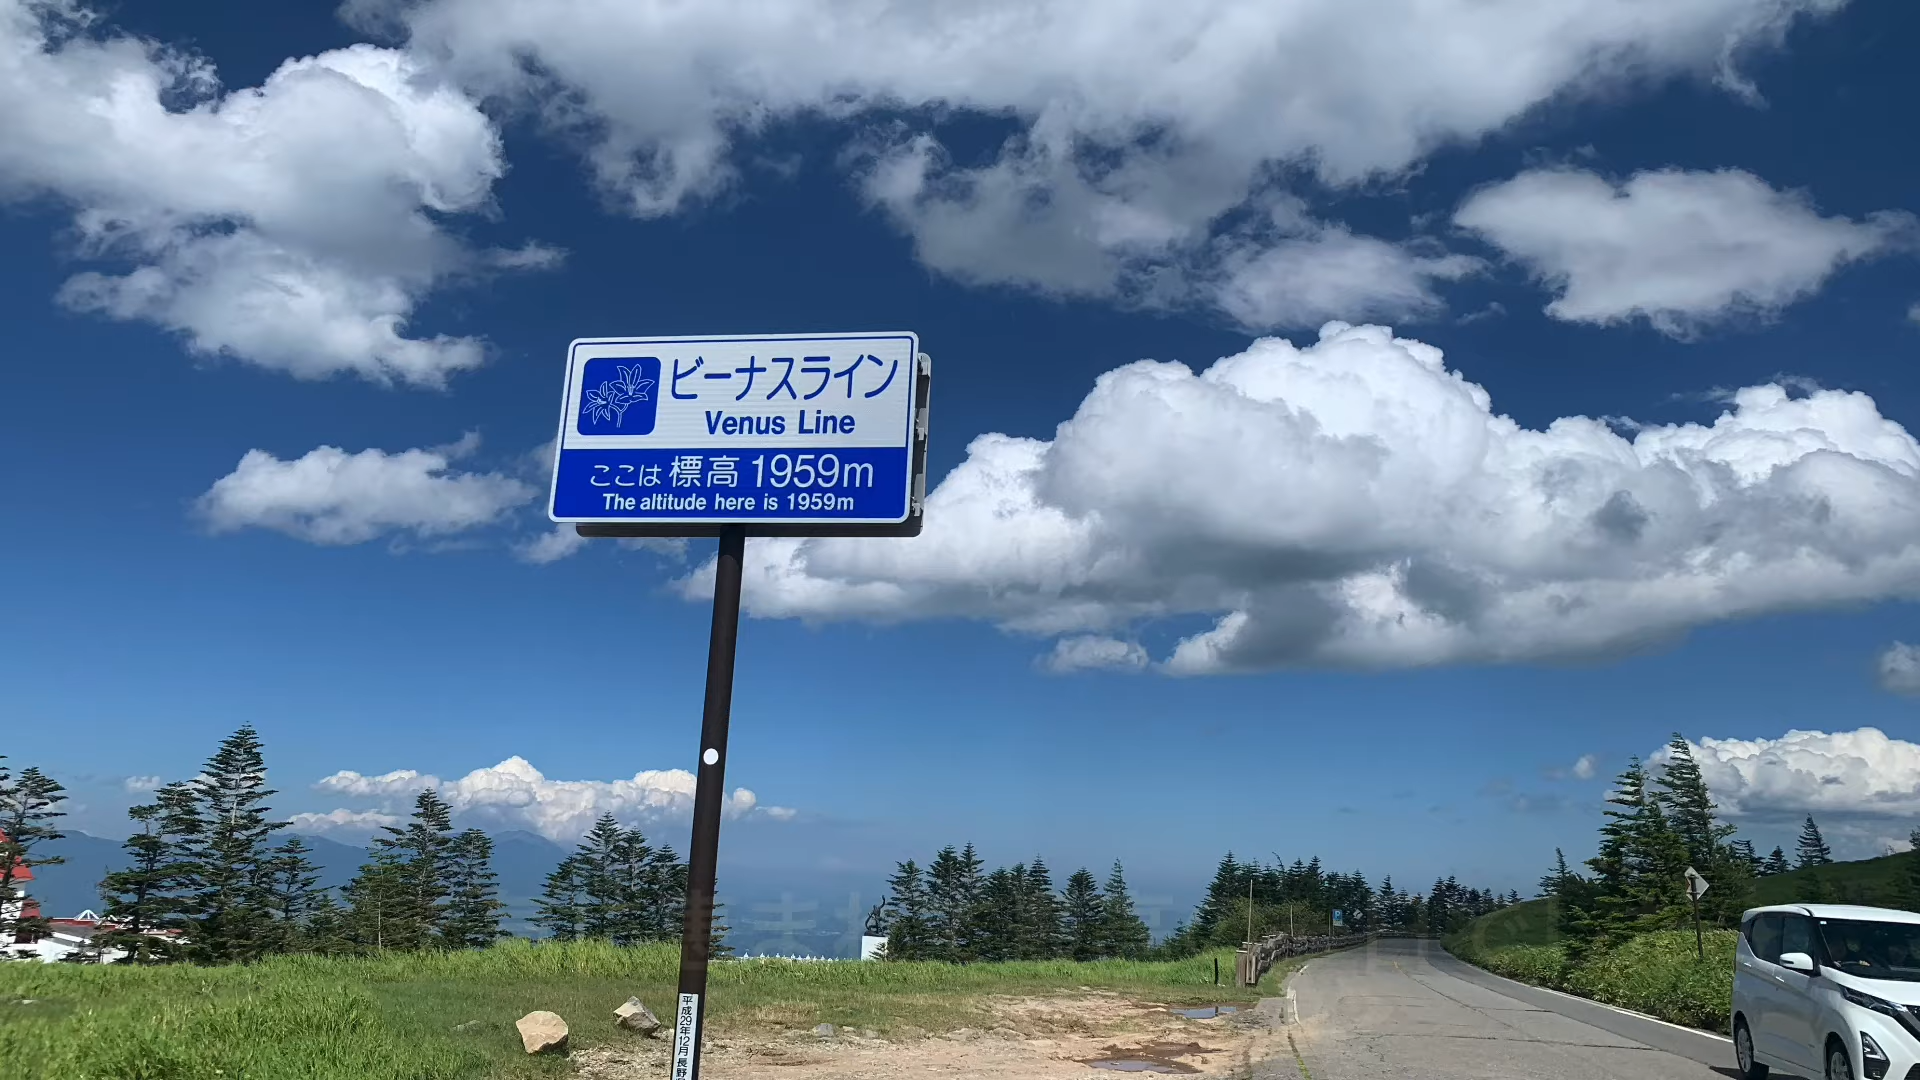 ビーナスライン
Venus Line
ここは 標高 1959m
The altitude here is 1959m
平成29年12月長野
P